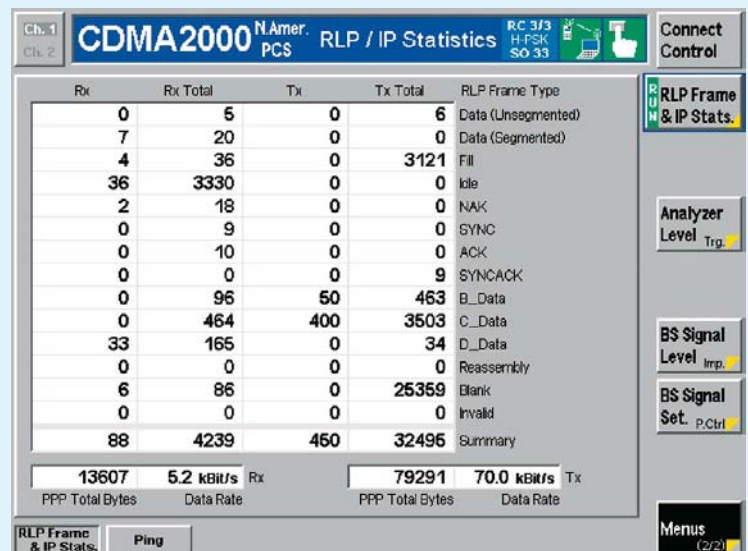 Ch. 1
Ch. 2
CDMA2000 N.Amer. PCS RLP / IP Statistics RC 3/3 H-PSK SO 33
Connect Control
Rx Rx Total Tx Tx Total RLP Frame Type
0 5 0 6 Data (Unsegmented)
7 20 0 0 Data (Segmented)
4 36 0 3121 Fill
36 3330 0 0 Idle
2 18 0 0 NAK
0 9 0 0 SYNC
0 10 0 0 ACK
0 0 0 9 SYNCACK
0 96 50 463 B_Data
0 464 400 3503 C_Data
33 165 0 34 D_Data
0 0 0 0 Reassembly
6 86 0 25359 Blank
0 0 0 0 Invalid
88 4239 450 32495 Summary
13607 5.2 kBit/s Rx 79291 70.0 kBit/s Tx
PPP Total Bytes Data Rate PPP Total Bytes Data Rate
RUN
RLP Frame & IP Stats.
Analyzer Level Trg.
BS Signal Level Imp.
BS Signal Set. P.Ctrl
Menus (2/2)
RLP Frame & IP Stats.
Ping